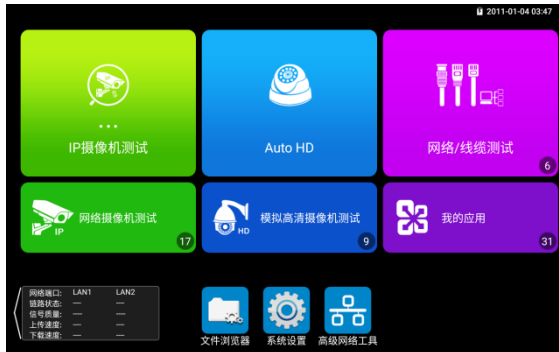 2011-01-04 03:47
IP摄像机测试
Auto HD
网络/线缆测试
6
网络摄像机测试
IP
17
模拟高清摄像机测试
HD
9
我的应用
31
网络端口: LAN1 LAN2
链路状态: — —
信号质量: — —
上传速度: — —
下载速度: — —
文件浏览器
系统设置
高级网络工具